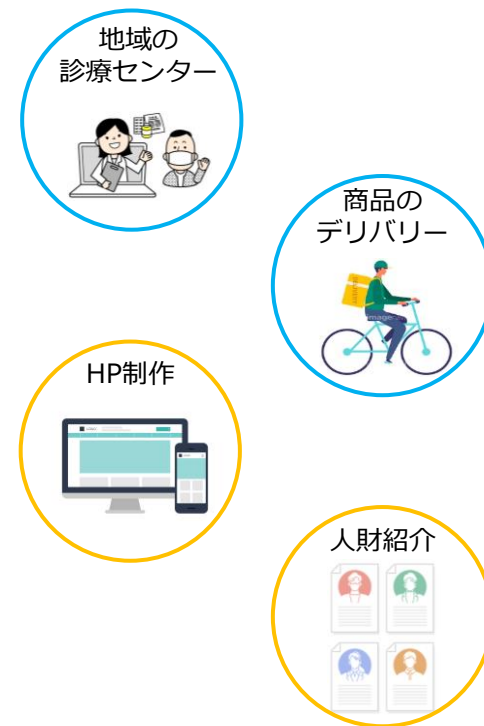 地域の
診療センター
商品の
デリバリー
HP制作
人財紹介